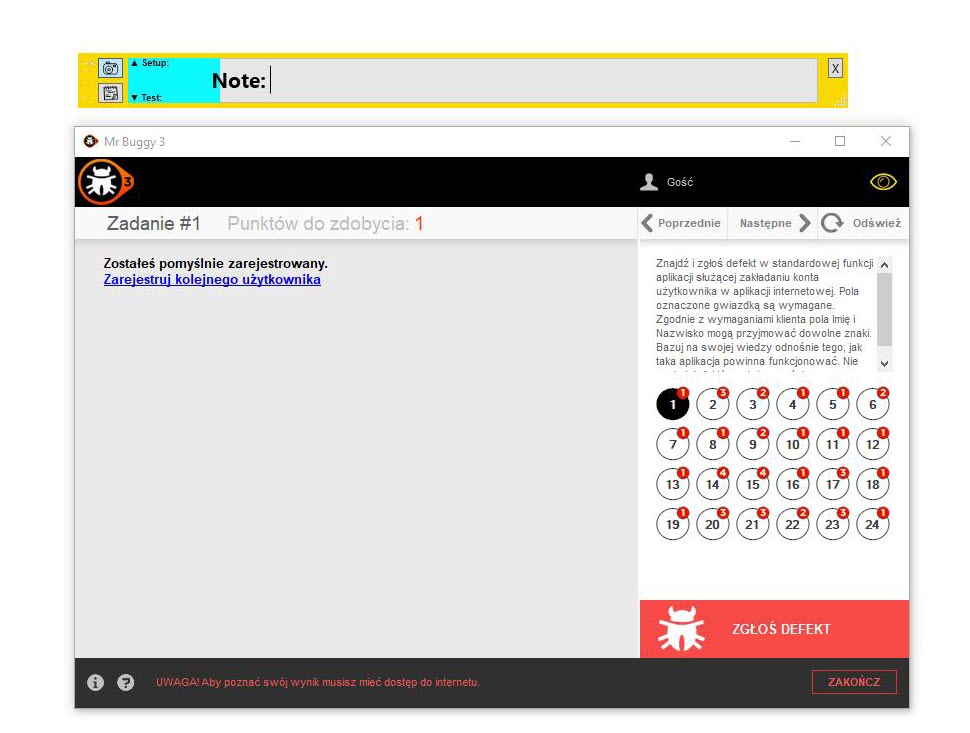 ▲ Setup:
Note:
X
▼ Test:
Mr Buggy 3
3
Gość
Zadanie #1 Punktów do zdobycia: 1
Poprzednie Następne Odśwież
Zostałeś pomyślnie zarejestrowany.
Zarejestruj kolejnego użytkownika
Znajdź i zgłoś defekt w standardowej funkcji
aplikacji służącej zakładaniu konta
użytkownika w aplikacji internetowej. Pola
oznaczone gwiazdką są wymagane.
Zgodnie z wymaganiami klienta pola Imię i
Nazwisko mogą przyjmować dowolne znaki.
Bazuj na swojej wiedzy odnośnie tego, jak
taka aplikacja powinna funkcjonować. Nie
1 1 2 3 3 2 4 1 5 1 6 2
7 1 8 1 9 2 10 1 11 1 12 1
13 1 14 4 15 4 16 1 17 3 18 1
19 1 20 3 21 3 22 2 23 3 24 1
ZGŁOŚ DEFEKT
UWAGA! Aby poznać swój wynik musisz mieć dostęp do internetu.
ZAKOŃCZ